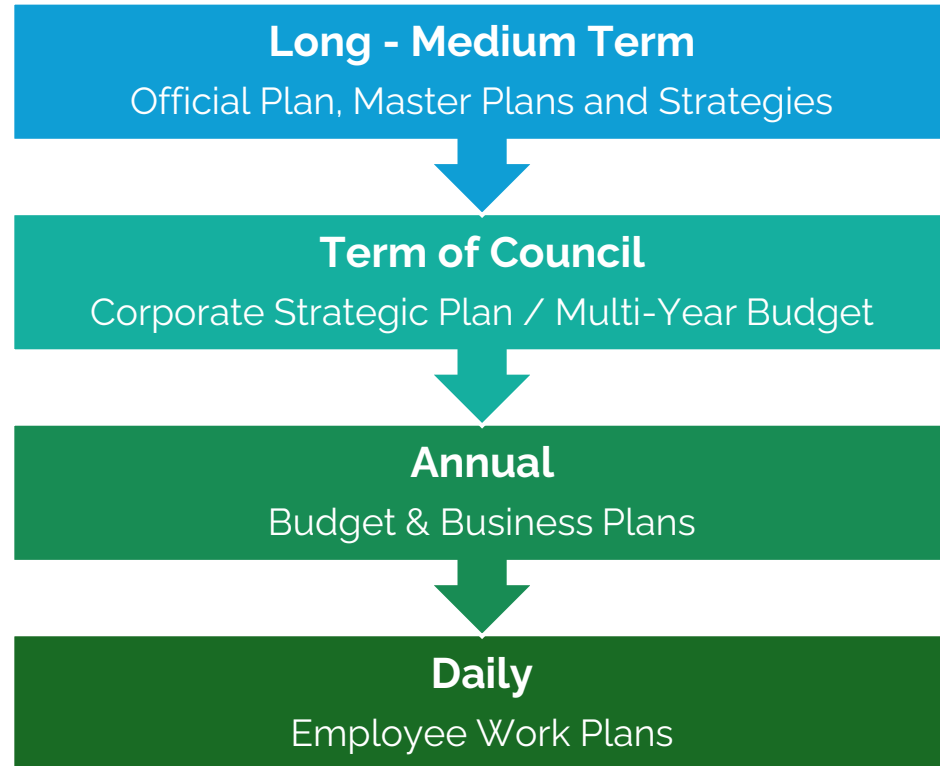 Long - Medium Term
Official Plan, Master Plans and Strategies
Term of Council
Corporate Strategic Plan / Multi-Year Budget
Annual
Budget & Business Plans
Daily
Employee Work Plans